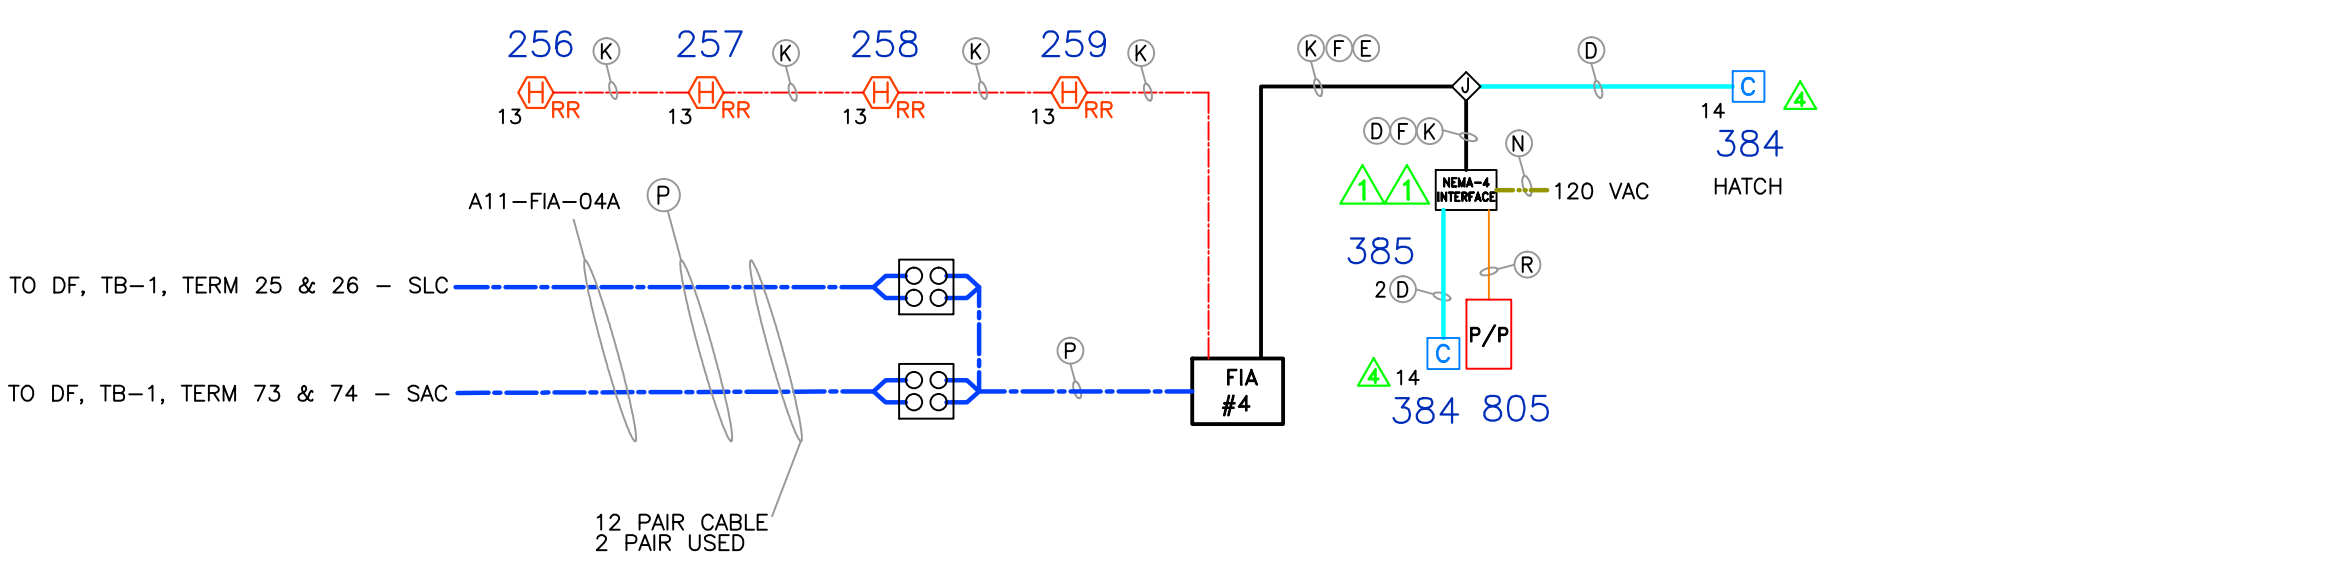 256 K 257 K 258 K 259 K
H RR H RR H RR H RR
13 13 13 13
K F E J D C
14 4
384
HATCH
D F K N
1 1 NEMA-4
INTERFACE 120 VAC
385
2 D R
P/P
C
4 14
384 805
A11-FIA-04A P
TO DF, TB-1, TERM 25 & 26 - SLC
P
TO DF, TB-1, TERM 73 & 74 - SAC
FIA
#4
12 PAIR CABLE
2 PAIR USED